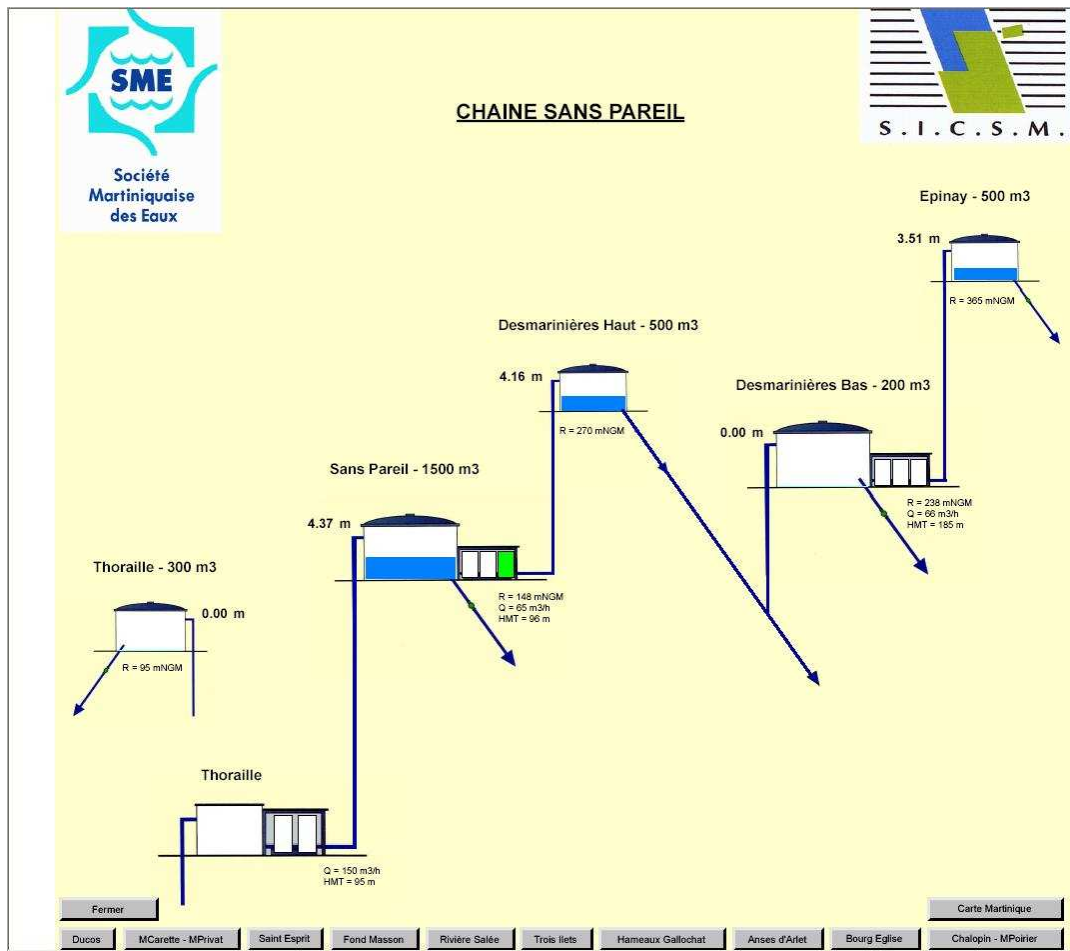 SME
Société
Martiniquaise
des Eaux
CHAINE SANS PAREIL
S.I.C.S.M.
Epinay - 500 m3
3.51 m
R = 365 mNGM
Desmarinières Haut - 500 m3
4.16 m
R = 270 mNGM
Desmarinières Bas - 200 m3
0.00 m
R = 238 mNGM
Q = 66 m3/h
HMT = 185 m
Sans Pareil - 1500 m3
4.37 m
R = 148 mNGM
Q = 65 m3/h
HMT = 96 m
Thoraille - 300 m3
0.00 m
R = 95 mNGM
Thoraille
Q = 150 m3/h
HMT = 95 m
Fermer
Carte Martinique
Ducos
MCarette - MPrivat
Saint Esprit
Fond Masson
Rivière Salée
Trois Ilets
Hameaux Gallochat
Anses d'Arlet
Bourg Eglise
Chalopin - MPoirier